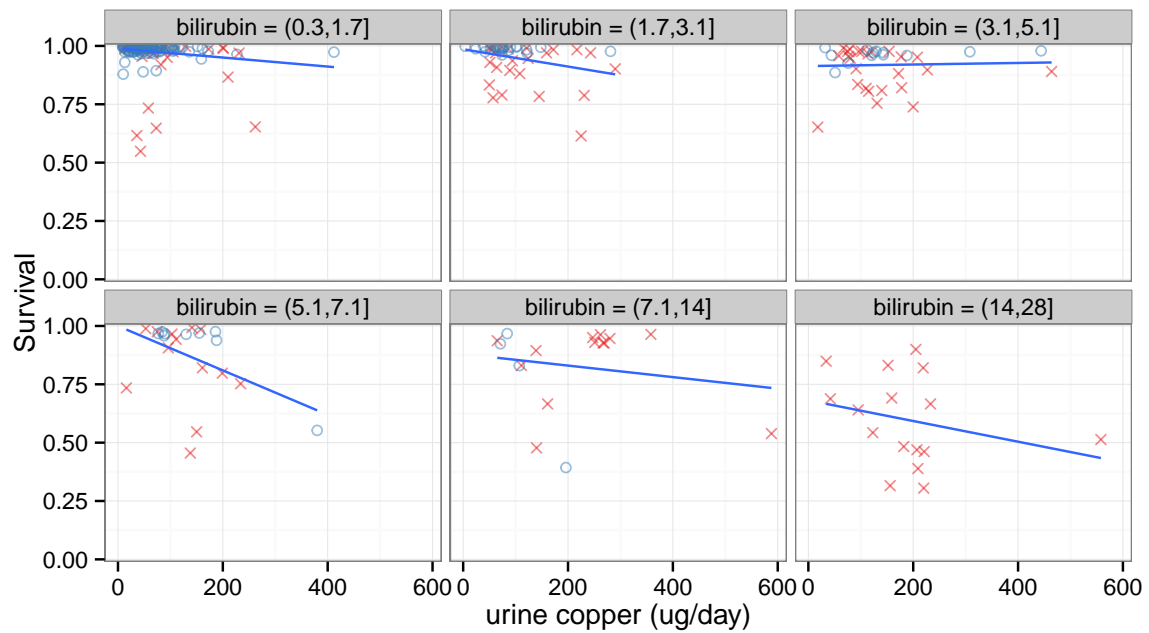 bilirubin = (0.3,1.7] bilirubin = (1.7,3.1] bilirubin = (3.1,5.1]
1.00
0.75
0.50
0.25
0.00
Survival
bilirubin = (5.1,7.1] bilirubin = (7.1,14] bilirubin = (14,28]
1.00
0.75
0.50
0.25
0.00
0 200 400 600 0 200 400 600 0 200 400 600
urine copper (ug/day)